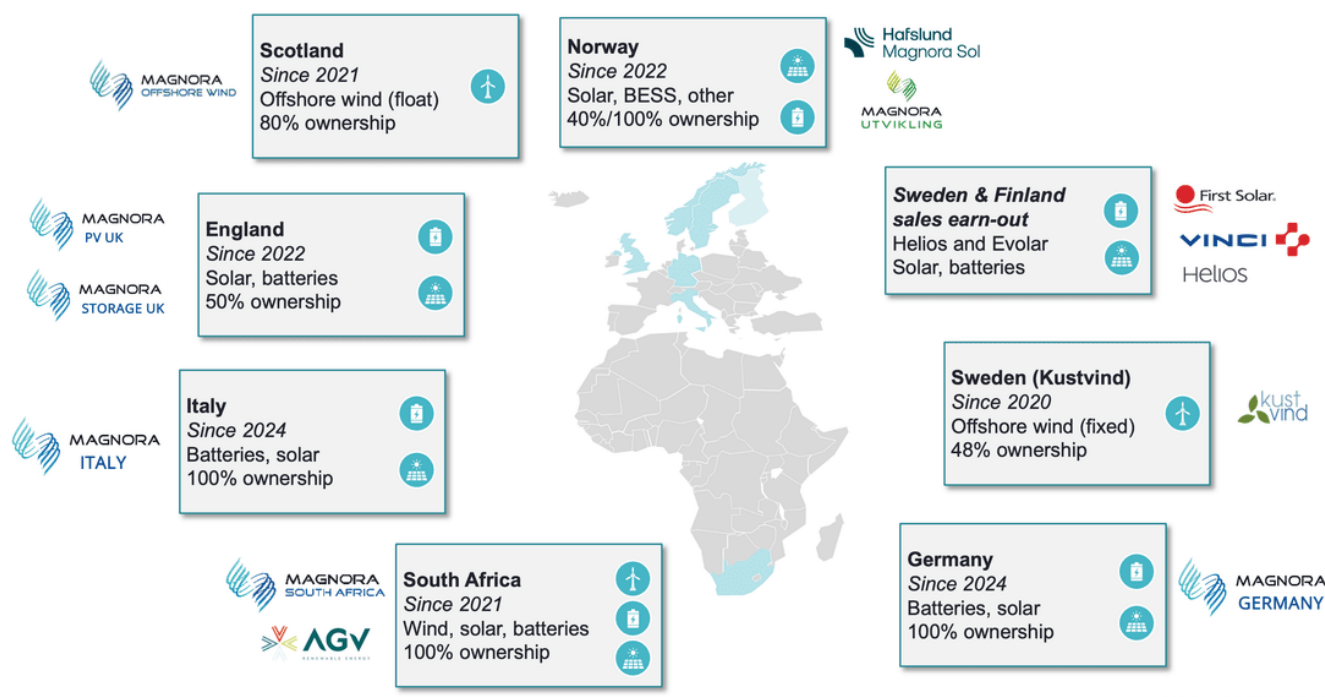 MAGNORA
OFFSHORE WIND
Scotland
Since 2021
Offshore wind (float)
80% ownership
Norway
Since 2022
Solar, BESS, other
40%/100% ownership
Hafslund
Magnora Sol
MAGNORA
UTVIKLING
MAGNORA
PV UK
MAGNORA
STORAGE UK
England
Since 2022
Solar, batteries
50% ownership
Sweden & Finland
sales earn-out
Helios and Evolar
Solar, batteries
First Solar.
VINCI
Helios
MAGNORA
ITALY
Italy
Since 2024
Batteries, solar
100% ownership
Sweden (Kustvind)
Since 2020
Offshore wind (fixed)
48% ownership
kust
vind
MAGNORA
SOUTH AFRICA
AGV
RENEWABLE ENERGY
South Africa
Since 2021
Wind, solar, batteries
100% ownership
Germany
Since 2024
Batteries, solar
100% ownership
MAGNORA
GERMANY